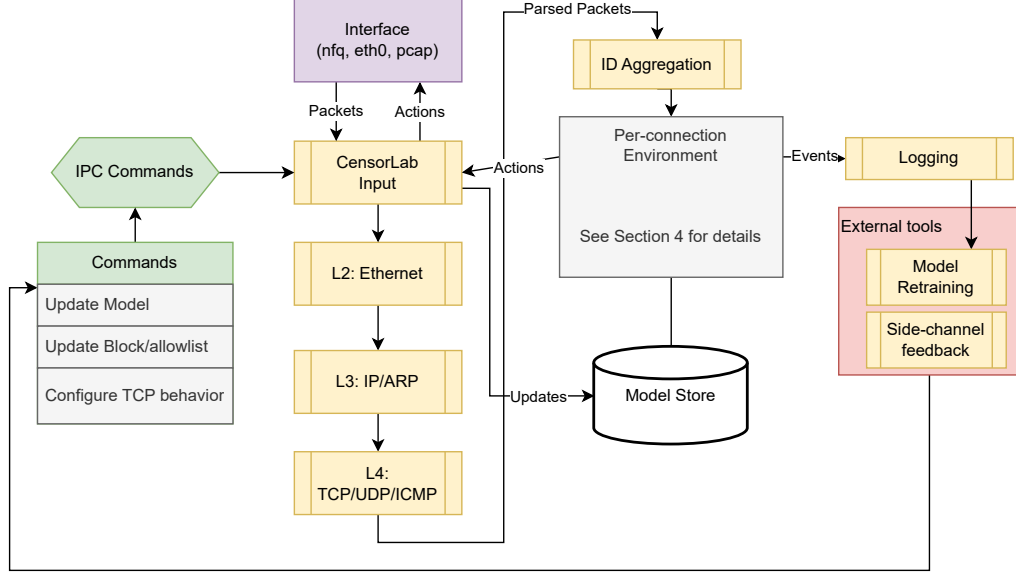 Parsed Packets
Interface
(nfq, eth0, pcap)
ID Aggregation
Packets
Actions
Per-connection
Environment
See Section 4 for details
Events
Logging
IPC Commands
CensorLab
Input
Actions
External tools
Model
Retraining
Side-channel
feedback
Commands
Update Model
Update Block/allowlist
Configure TCP behavior
L2: Ethernet
L3: IP/ARP
Updates
Model Store
L4:
TCP/UDP/ICMP